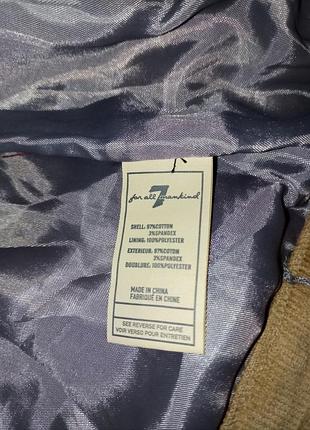 7
for all mankind
SHELL: 97%COTTON
3%SPANDEX
LINING: 100%POLYESTER
EXTERIEUR: 97%COTTON
3%SPANDEX
DOUBLURE: 100%POLYESTER
MADE IN CHINA
FABRIQUÉ EN CHINE
SEE REVERSE FOR CARE
VOIR VERSO POUR ENTRETIEN